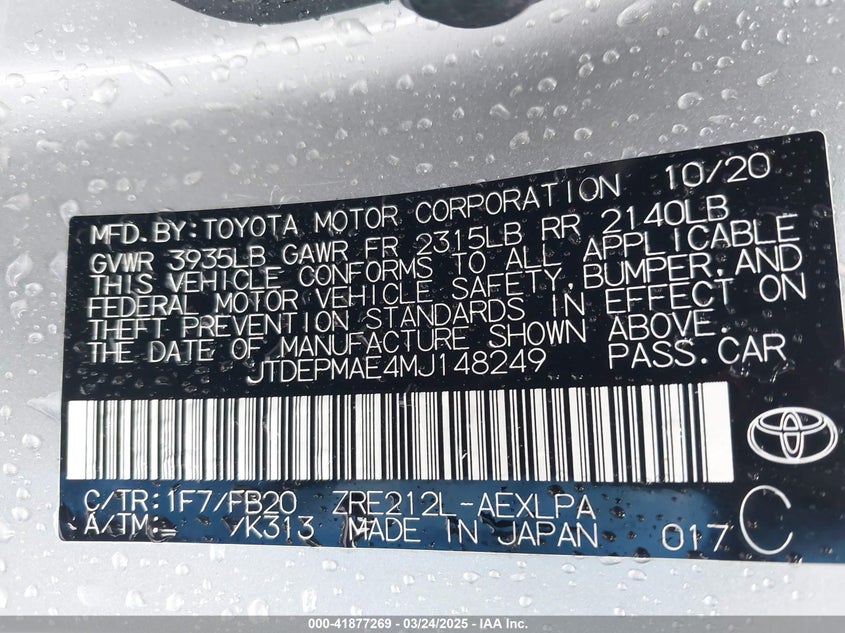 MFD.BY:TOYOTA MOTOR CORPORATION 10/20
GVWR 3935LB GAWR FR 2315LB RR 2140LB
THIS VEHICLE CONFORMS TO ALL APPLICABLE
FEDERAL MOTOR VEHICLE SAFETY,BUMPER,AND
THEFT PREVENTION STANDARDS IN EFFECT ON
THE DATE OF MANUFACTURE SHOWN ABOVE.
JTDEPMAE4MJ148249 PASS.CAR
C/TR:1F7/FB20 ZRE212L-AEXLPA
A/TM:— /K313 MADE IN JAPAN 017 C
000-41877269 - 03/24/2025 - IAA Inc.